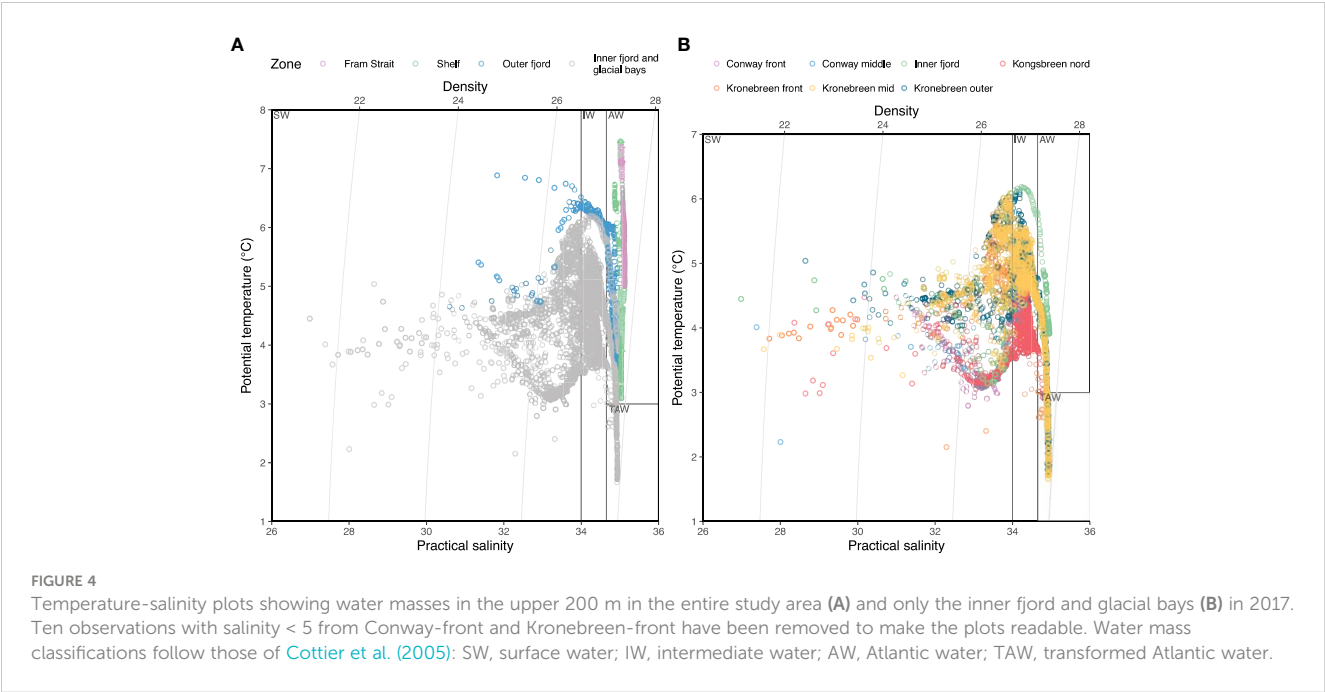 A
Zone Fram Strait Shelf Outer fjord Inner fjord and
glacial bays
Density
22 24 26 28
SW IW AW
TAW
8
7
6
5
4
3
2
1
Potential temperature (°C)
26 28 30 32 34 36
Practical salinity
B
Conway front Conway middle Inner fjord Kongsbreen nord
Kronebreen front Kronebreen mid Kronebreen outer
Density
22 24 26 28
SW IW AW
TAW
7
6
5
4
3
2
1
Potential temperature (°C)
26 28 30 32 34 36
Practical salinity
FIGURE 4
Temperature-salinity plots showing water masses in the upper 200 m in the entire study area (A) and only the inner fjord and glacial bays (B) in 2017.
Ten observations with salinity < 5 from Conway-front and Kronebreen-front have been removed to make the plots readable. Water mass
classifications follow those of Cottier et al. (2005): SW, surface water; IW, intermediate water; AW, Atlantic water; TAW, transformed Atlantic water.